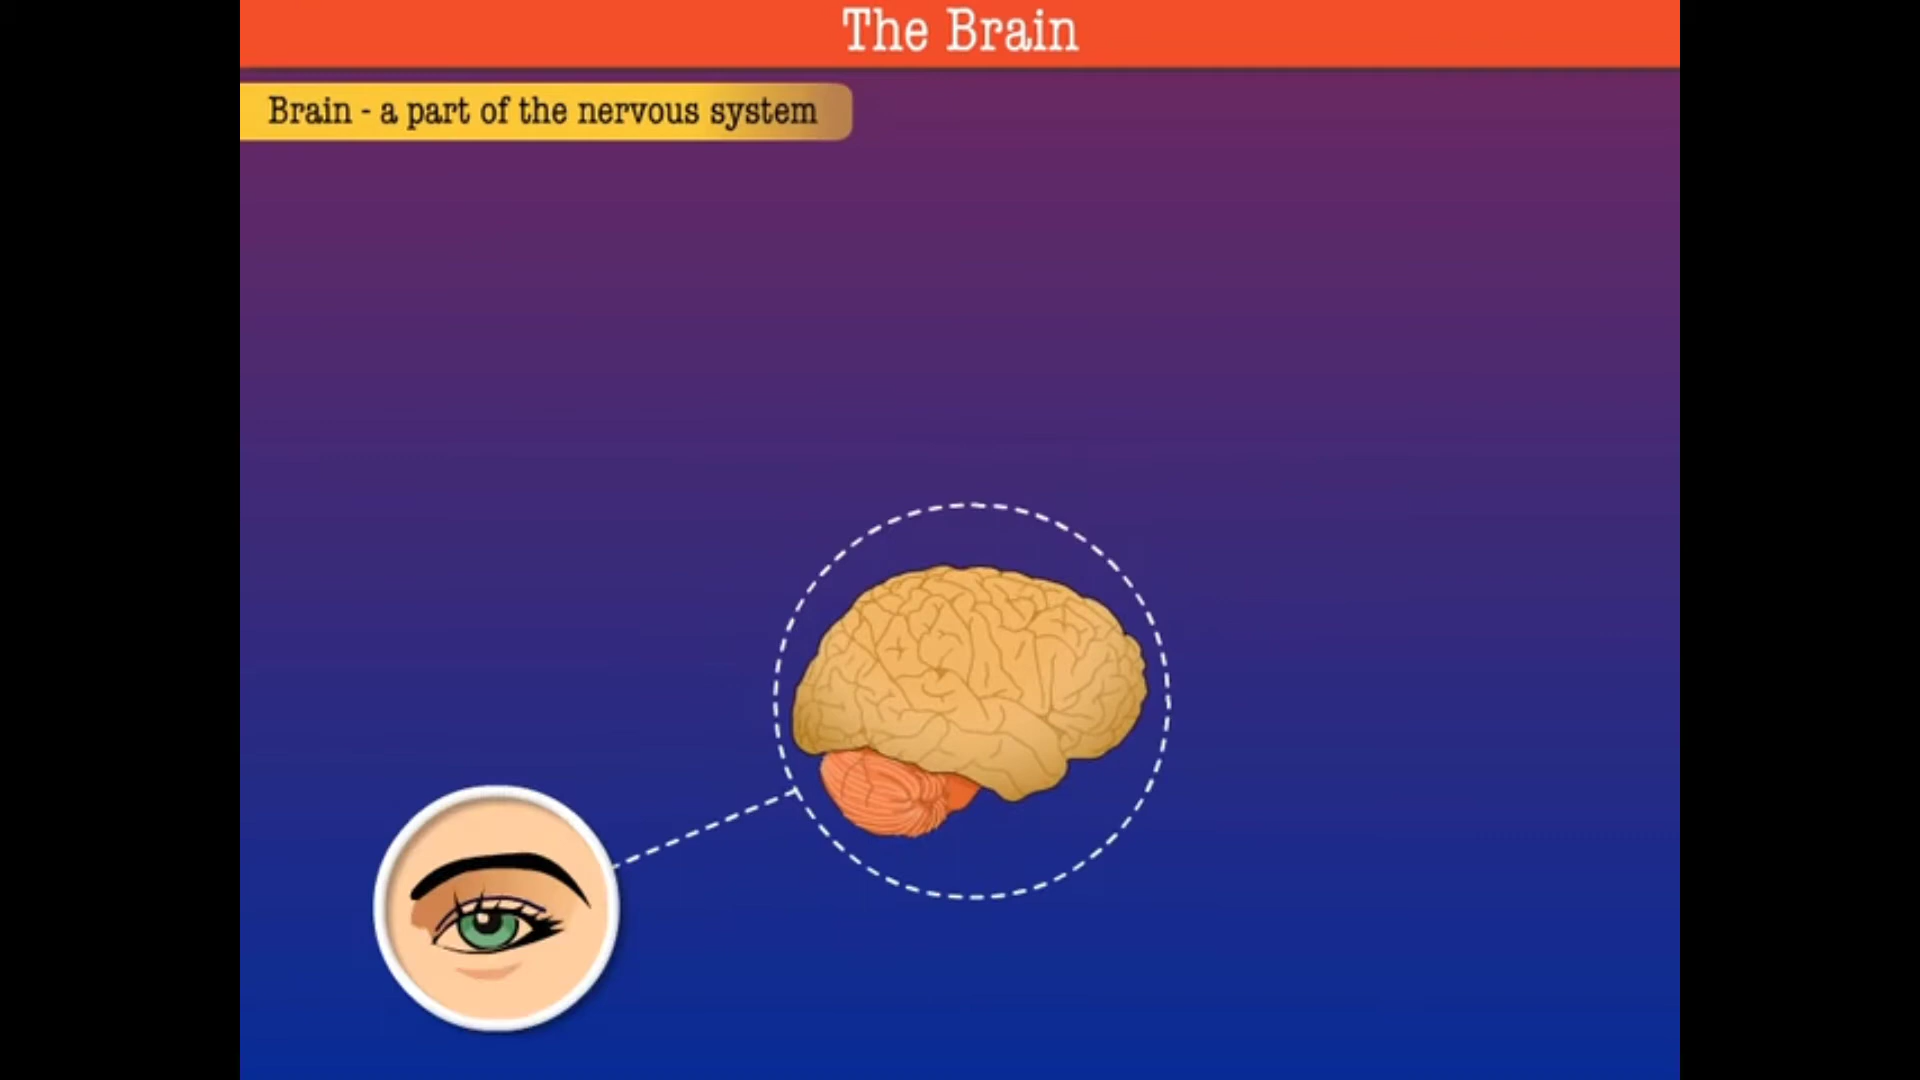 The Brain
Brain - a part of the nervous system